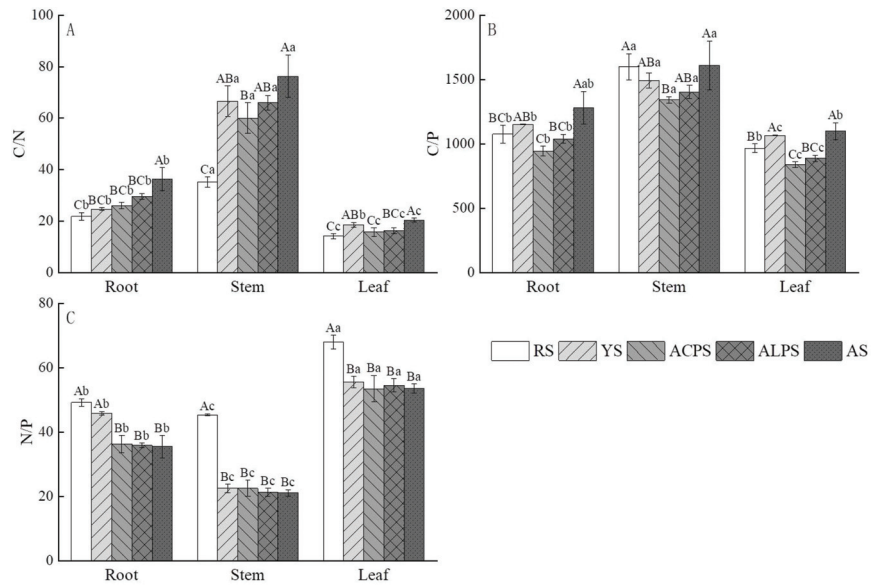 A
C/N
100
80
60
40
20
0
Cb BCb BCb BCb Ab
Ca ABa Ba ABa Aa
Cc ABb Cc BCc Ac
Root Stem Leaf
B
C/P
2000
1500
1000
500
0
BCb ABb Cb BCb Aab
Aa ABa Ba ABa Aa
Bb Ac Cc BCc Ab
Root Stem Leaf
C
N/P
80
60
40
20
0
Ab Ab Bb Bb Bb
Ac Bc Bc Bc Bc
Aa Ba Ba Ba Ba
Root Stem Leaf
RS YS ACPS ALPS AS